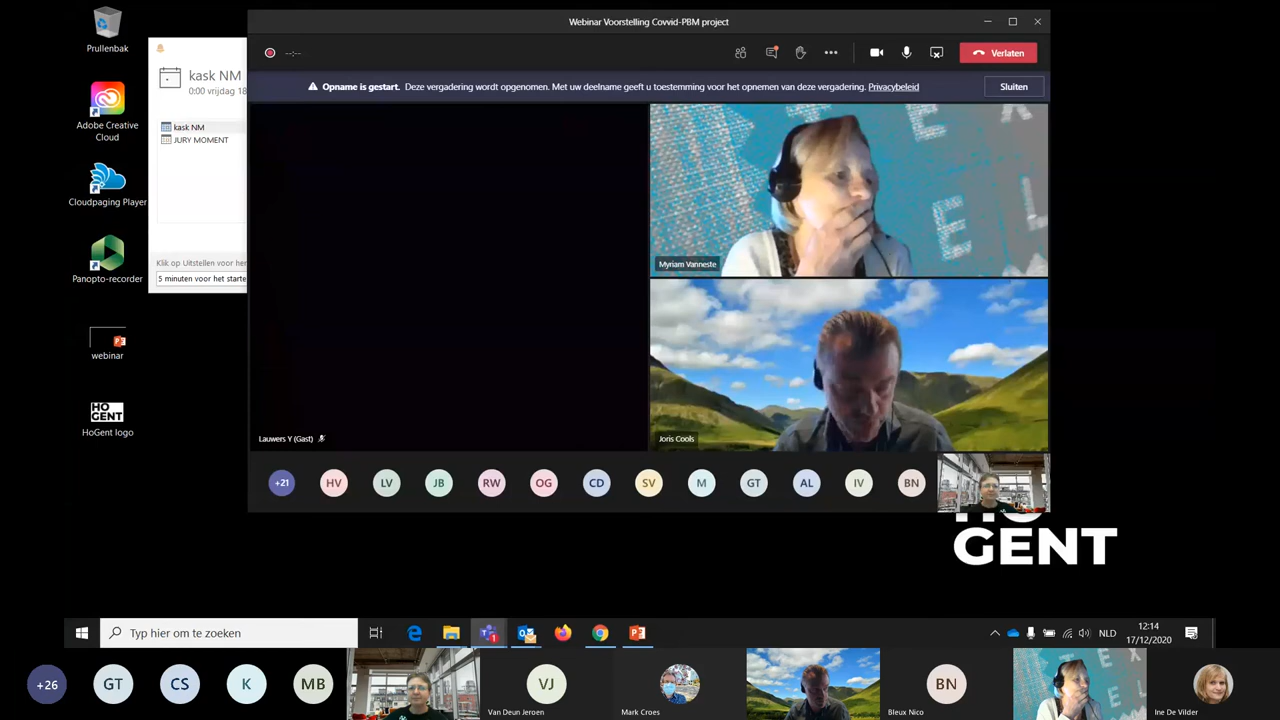 Prullenbak
Adobe Creative
Cloud
Cloudpaging Player
Panopto-recorder
webinar
HO
GENT
HoGent logo
kask NM
0:00 vrijdag 18
kask NM
JURY MOMENT
Klik op Uitstellen voor her
5 minuten voor het starte
Webinar Voorstelling Covvid-PBM project
--:--
Verlaten
Opname is gestart. Deze vergadering wordt opgenomen. Met uw deelname geeft u toestemming voor het opnemen van deze vergadering. Privacybeleid
Sluiten
Myriam Vanneste
Lauwers Y (Gast)
Joris Cools
+21
HV
LV
JB
RW
OG
CD
SV
M
GT
AL
IV
BN
HO
GENT
Typ hier om te zoeken
NLD
12:14
17/12/2020
+26
GT
CS
K
MB
VJ
Van Deun Jeroen
Mark Croes
BN
Bleux Nico
Ine De Vilder